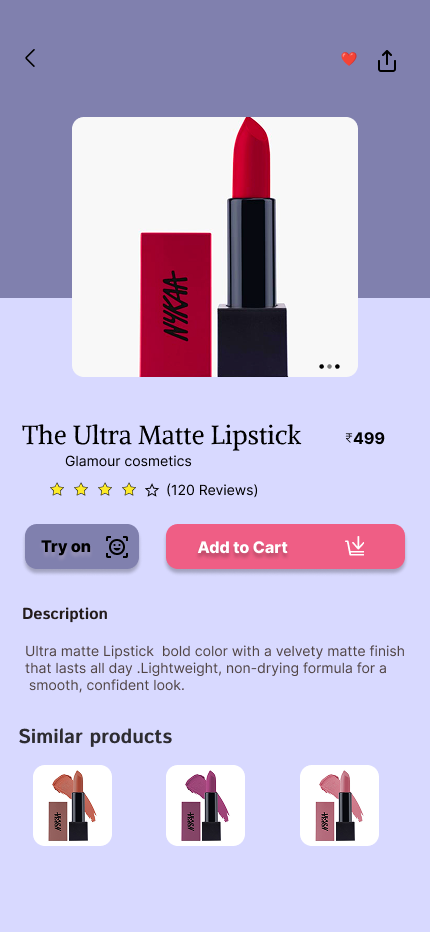 NYKAA
The Ultra Matte Lipstick
₹499
Glamour cosmetics
(120 Reviews)
Try on
Add to Cart
Description
Ultra matte Lipstick  bold color with a velvety matte finish
that lasts all day .Lightweight, non-drying formula for a
smooth, confident look.
Similar products
NYKAA
NYKAA
NYKAA